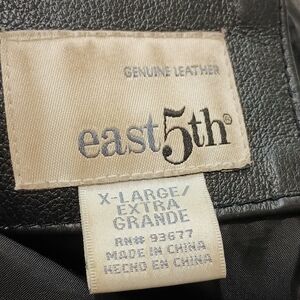 GENUINE LEATHER
east5th®
X-LARGE/
EXTRA
GRANDE
RN# 93677
MADE IN CHINA
HECHO EN CHINA